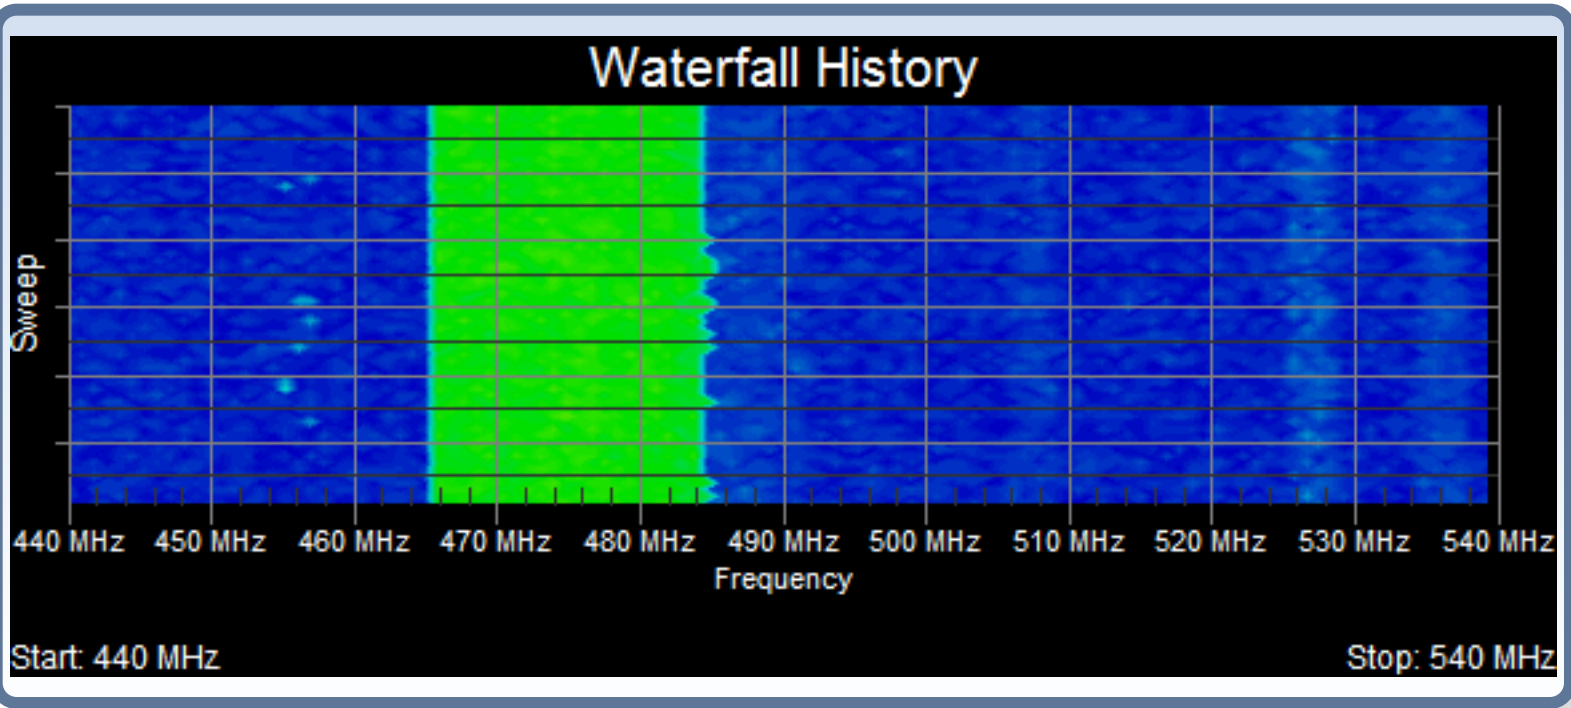 Waterfall History
Sweep
440 MHz 450 MHz 460 MHz 470 MHz 480 MHz 490 MHz 500 MHz 510 MHz 520 MHz 530 MHz 540 MHz
Frequency
Start: 440 MHz
Stop: 540 MHz